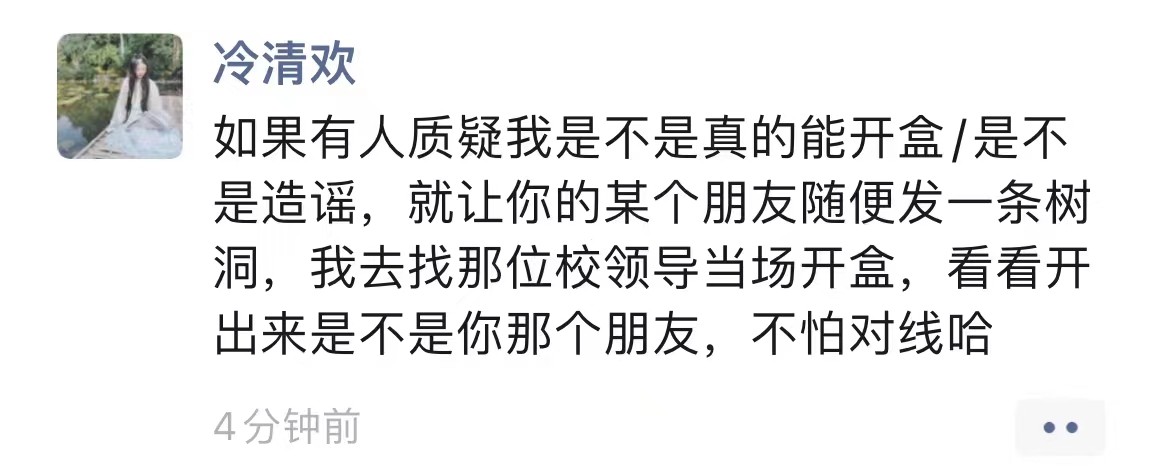 冷清欢
如果有人质疑我是不是真的能开盒/是不
是造谣，就让你的某个朋友随便发一条树
洞，我去找那位校领导当场开盒，看看开
出来是不是你那个朋友，不怕对线哈
4分钟前